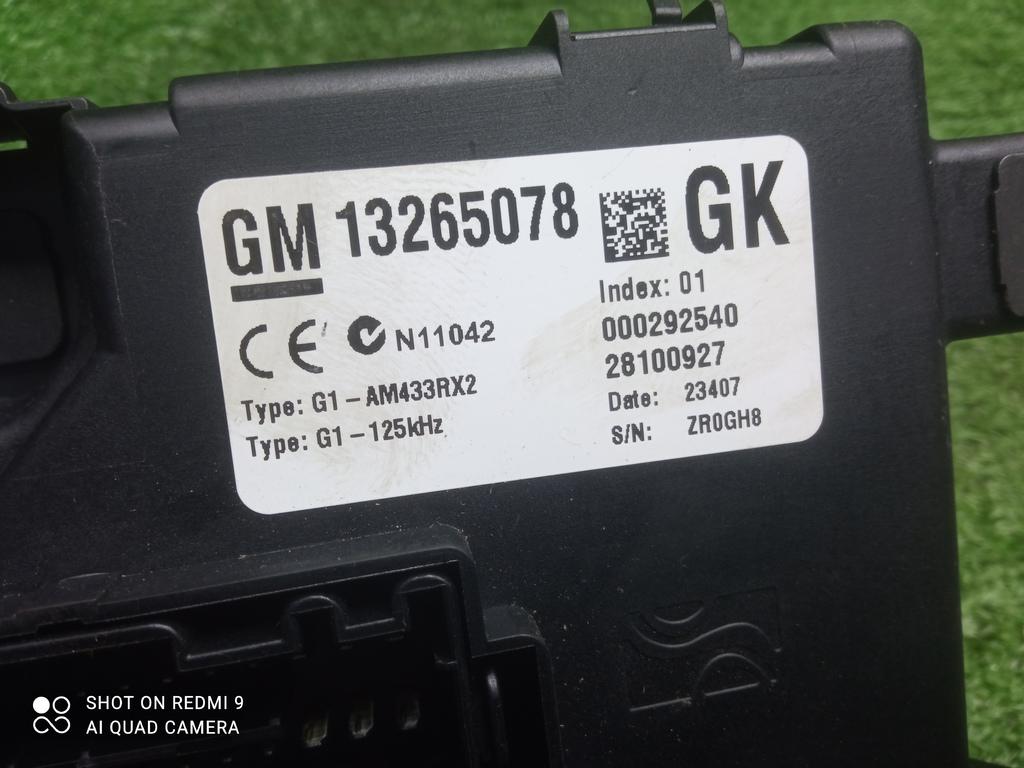 GM 13265078 GK
Index: 01
000292540
28100927
CE N11042
Type: G1 - AM433RX2
Type: G1 - 125kHz
Date: 23407
S/N: ZR0GH8
SHOT ON REDMI 9
AI QUAD CAMERA